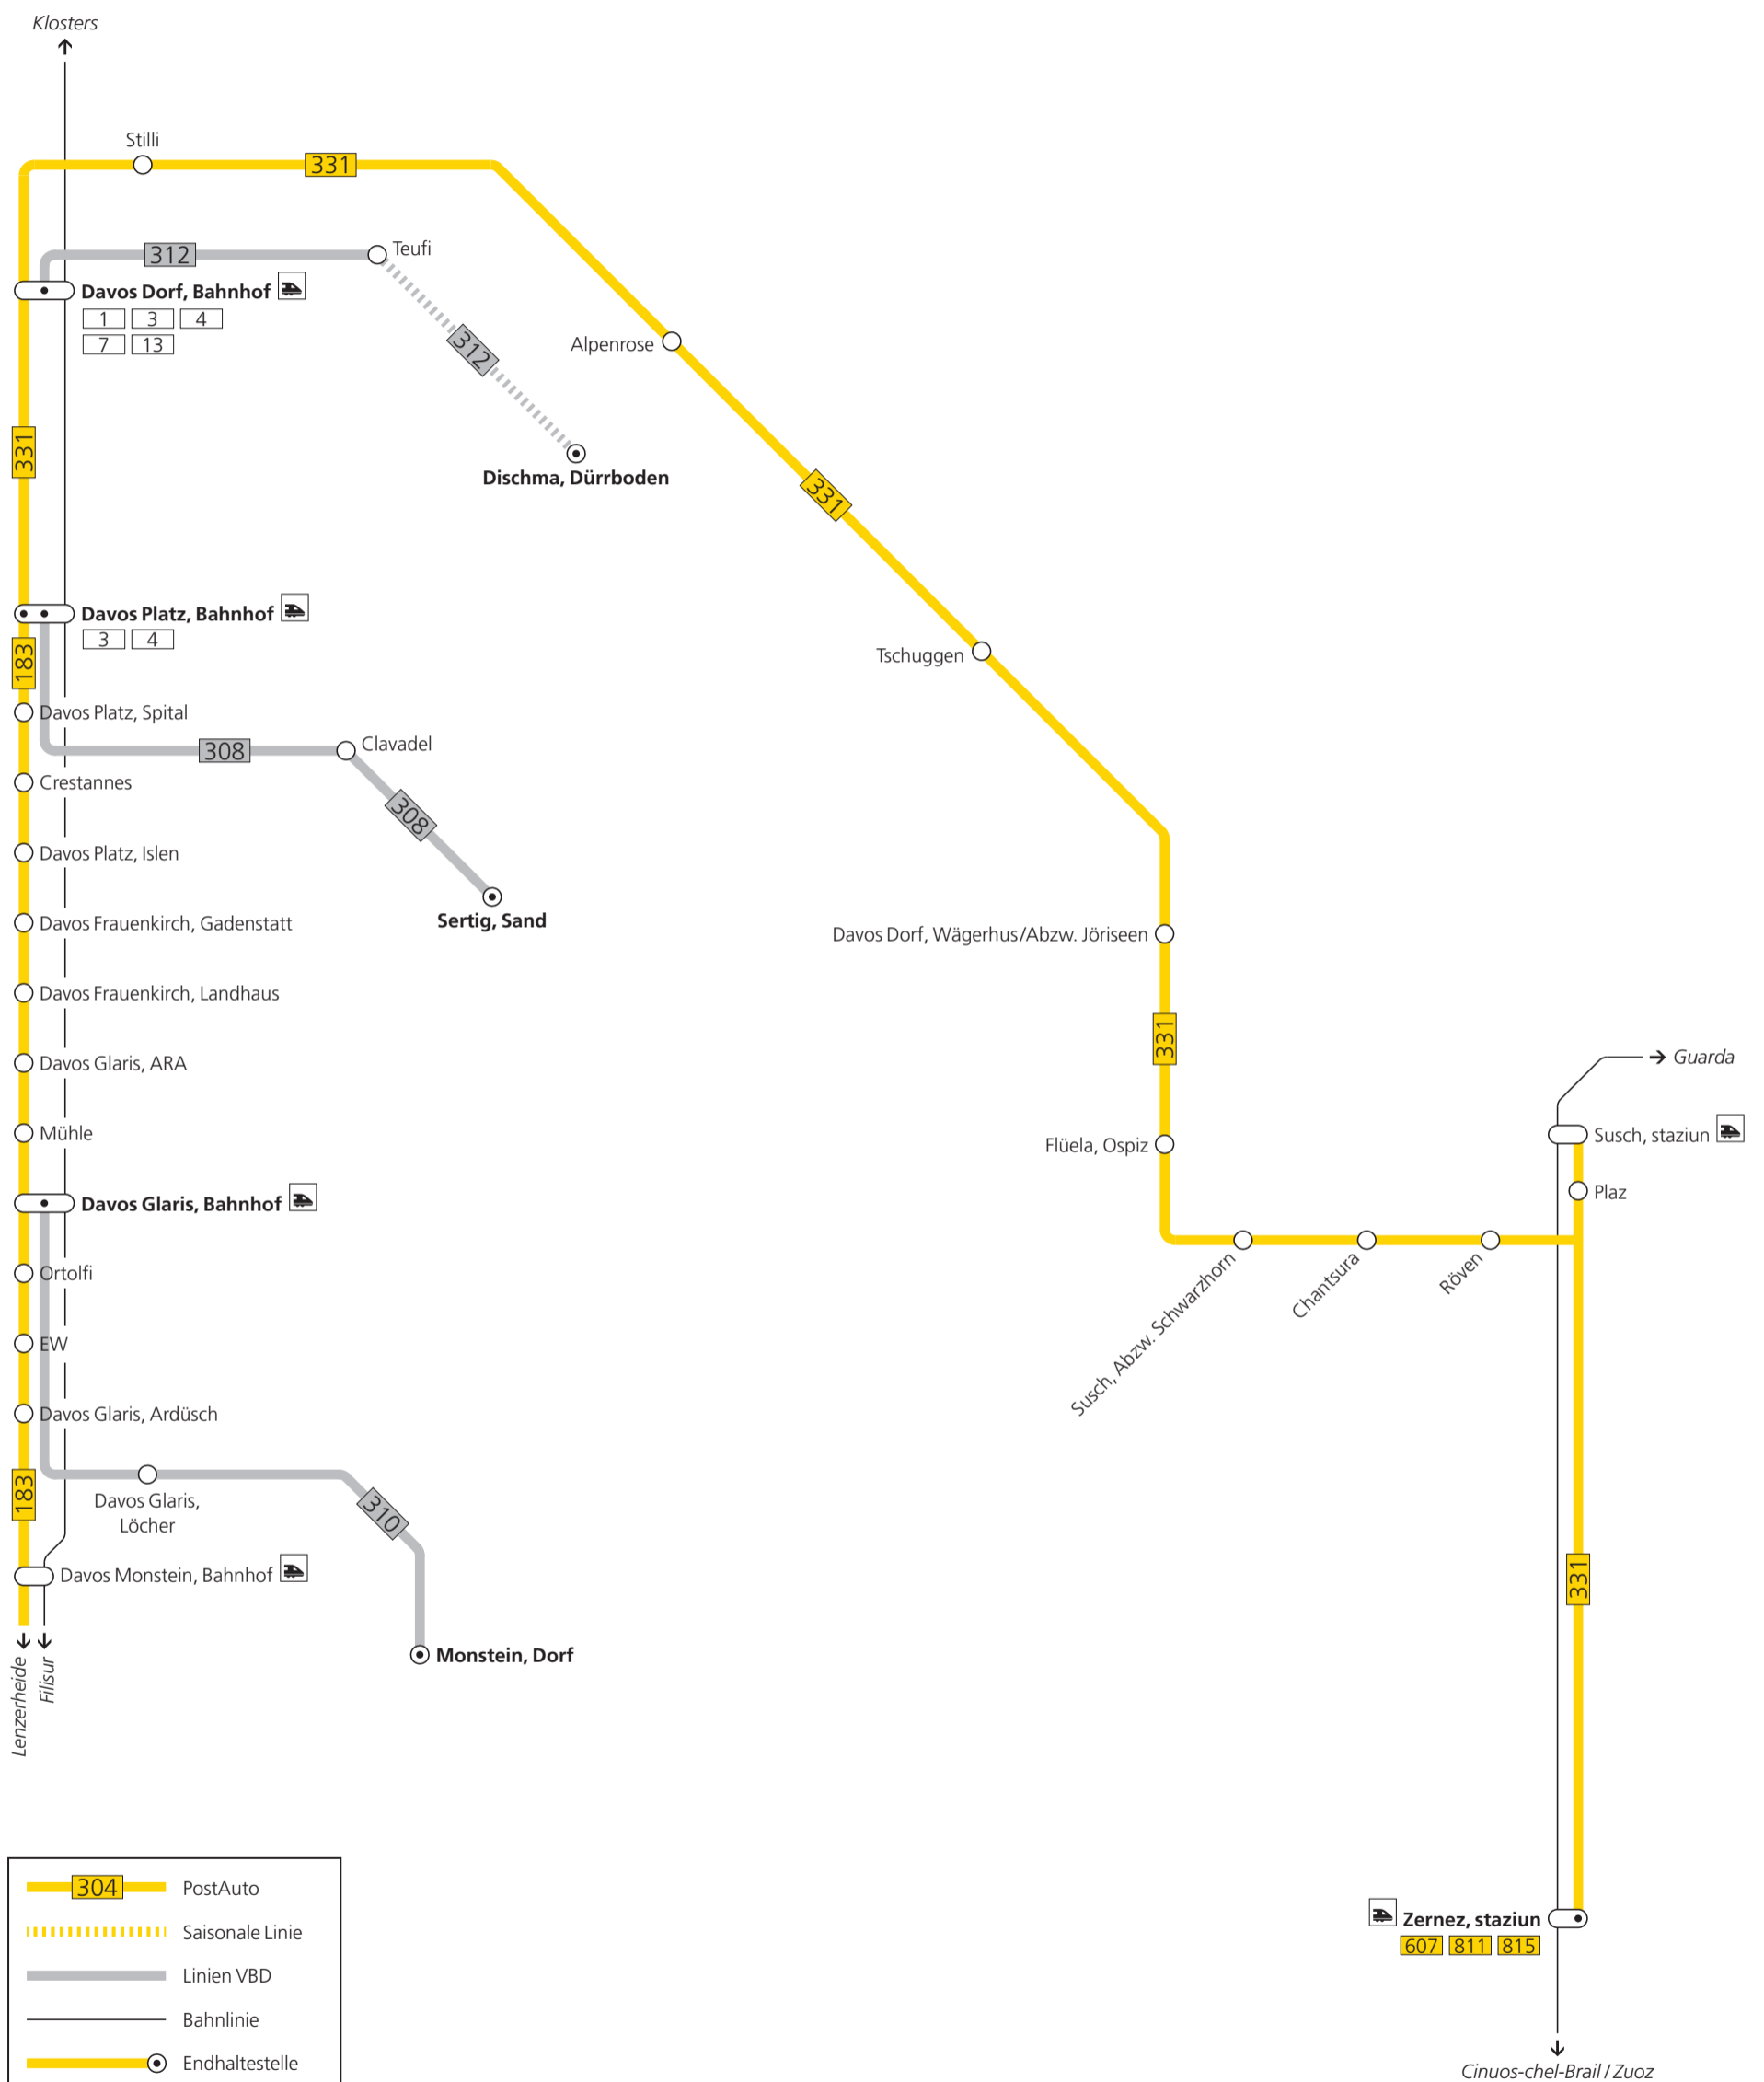 Klosters
Stilli
331
312
Teufi
Davos Dorf, Bahnhof
1 3 4
7 13
312
Alpenrose
331
Dischma, Dürrboden
331
Davos Platz, Bahnhof
3 4
183
Tschuggen
Davos Platz, Spital
308
Clavadel
Crestannes
308
Davos Platz, Islen
Davos Frauenkirch, Gadenstatt
Sertig, Sand
Davos Dorf, Wägerhus/Abzw. Jöriseen
Davos Frauenkirch, Landhaus
331
Guarda
Davos Glaris, ARA
Mühle
Flüela, Ospiz
Susch, staziun
Plaz
Davos Glaris, Bahnhof
Susch, Abzw. Schwarzhorn
Chantsura
Röven
Ortolfi
EW
Davos Glaris, Ardüsch
183
Davos Glaris,
Löcher
310
Davos Monstein, Bahnhof
331
Monstein, Dorf
Lenzerheide
Filisur
304 PostAuto
Saisonale Linie
Linien VBD
Bahnlinie
Endhaltestelle
Zernez, staziun
607 811 815
Cinuos-chel-Brail / Zuoz